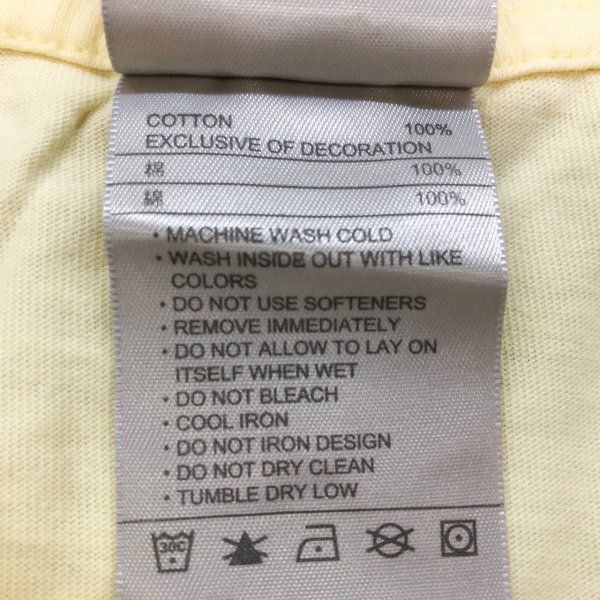 COTTON 100%
EXCLUSIVE OF DECORATION
棉 100%
綿 100%
• MACHINE WASH COLD
• WASH INSIDE OUT WITH LIKE
COLORS
• DO NOT USE SOFTENERS
• REMOVE IMMEDIATELY
• DO NOT ALLOW TO LAY ON
ITSELF WHEN WET
• DO NOT BLEACH
• COOL IRON
• DO NOT IRON DESIGN
• DO NOT DRY CLEAN
• TUMBLE DRY LOW
30C